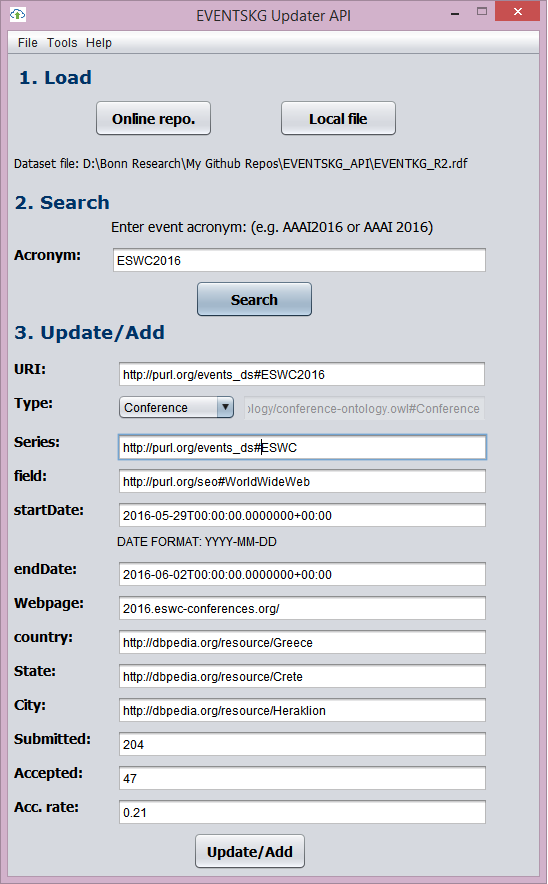 EVENTSKG Updater API
File Tools Help
1. Load
Online repo. Local file
Dataset file: D:\Bonn Research\My Github Repos\EVENTSKG_API\EVENTKG_R2.rdf
2. Search
Enter event acronym: (e.g. AAAI2016 or AAAI 2016)
Acronym: ESWC2016
Search
3. Update/Add
URI: http://purl.org/events_ds#ESWC2016
Type: Conference ology/conference-ontology.owl#Conference
Series: http://purl.org/events_ds#ESWC
field: http://purl.org/seo#WorldWideWeb
startDate: 2016-05-29T00:00:00.0000000+00:00
DATE FORMAT: YYYY-MM-DD
endDate: 2016-06-02T00:00:00.0000000+00:00
Webpage: 2016.eswc-conferences.org/
country: http://dbpedia.org/resource/Greece
State: http://dbpedia.org/resource/Crete
City: http://dbpedia.org/resource/Heraklion
Submitted: 204
Accepted: 47
Acc. rate: 0.21
Update/Add